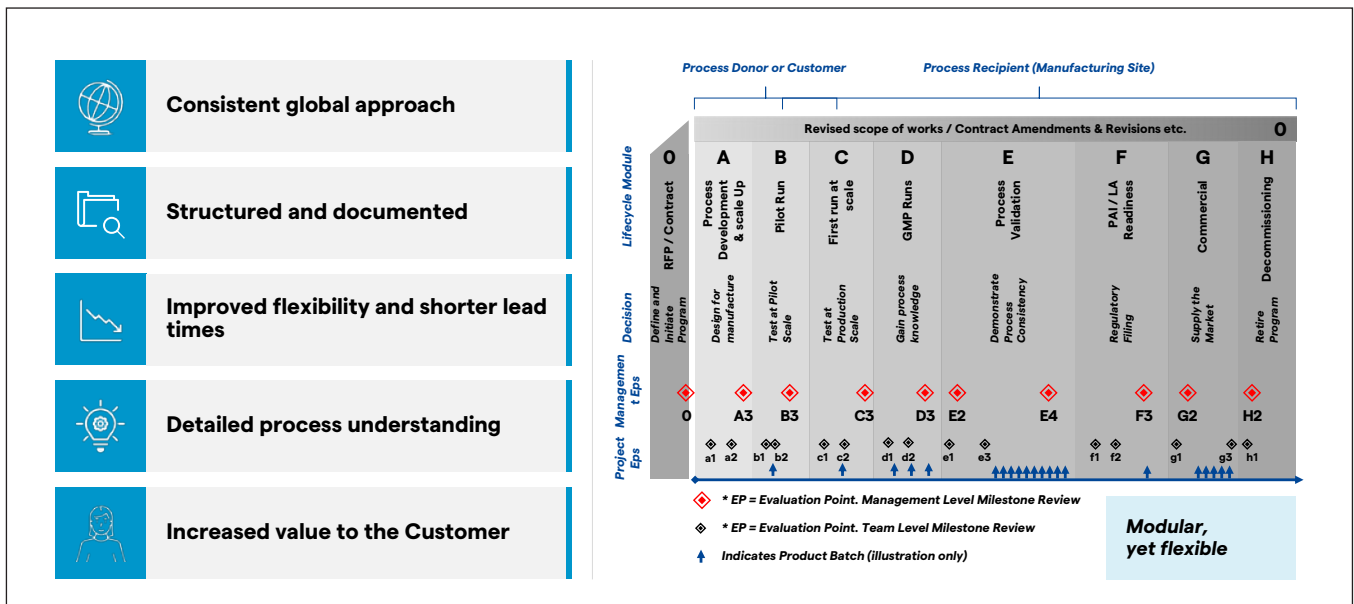 Consistent global approach
Structured and documented
Improved flexibility and shorter lead
times
Detailed process understanding
Increased value to the Customer
Process Donor or Customer
Process Recipient (Manufacturing Site)
Revised scope of works / Contract Amendments & Revisions etc.
0
Lifecycle Module
0
A
B
C
D
E
F
G
H
RFP / Contract
Process
Development
& scale Up
Pilot Run
First run at
scale
GMP Runs
Process
Validation
PAI / LA
Readiness
Commercial
Decommissioning
Decision
Define and
Initiate
Program
Design for
manufacture
Test at Pilot
Scale
Test at
Production
Scale
Gain process
knowledge
Demonstrate
Process
Consistency
Regulatory
Filing
Supply the
Market
Retire
Program
Managemen
t Eps
0
A3
B3
C3
D3
E2
E4
F3
G2
H2
Project
Eps
a1
a2
b1
b2
c1
c2
d1
d2
e1
e3
f1
f2
g1
g3
h1
* EP = Evaluation Point. Management Level Milestone Review
* EP = Evaluation Point. Team Level Milestone Review
Indicates Product Batch (illustration only)
Modular,
yet flexible